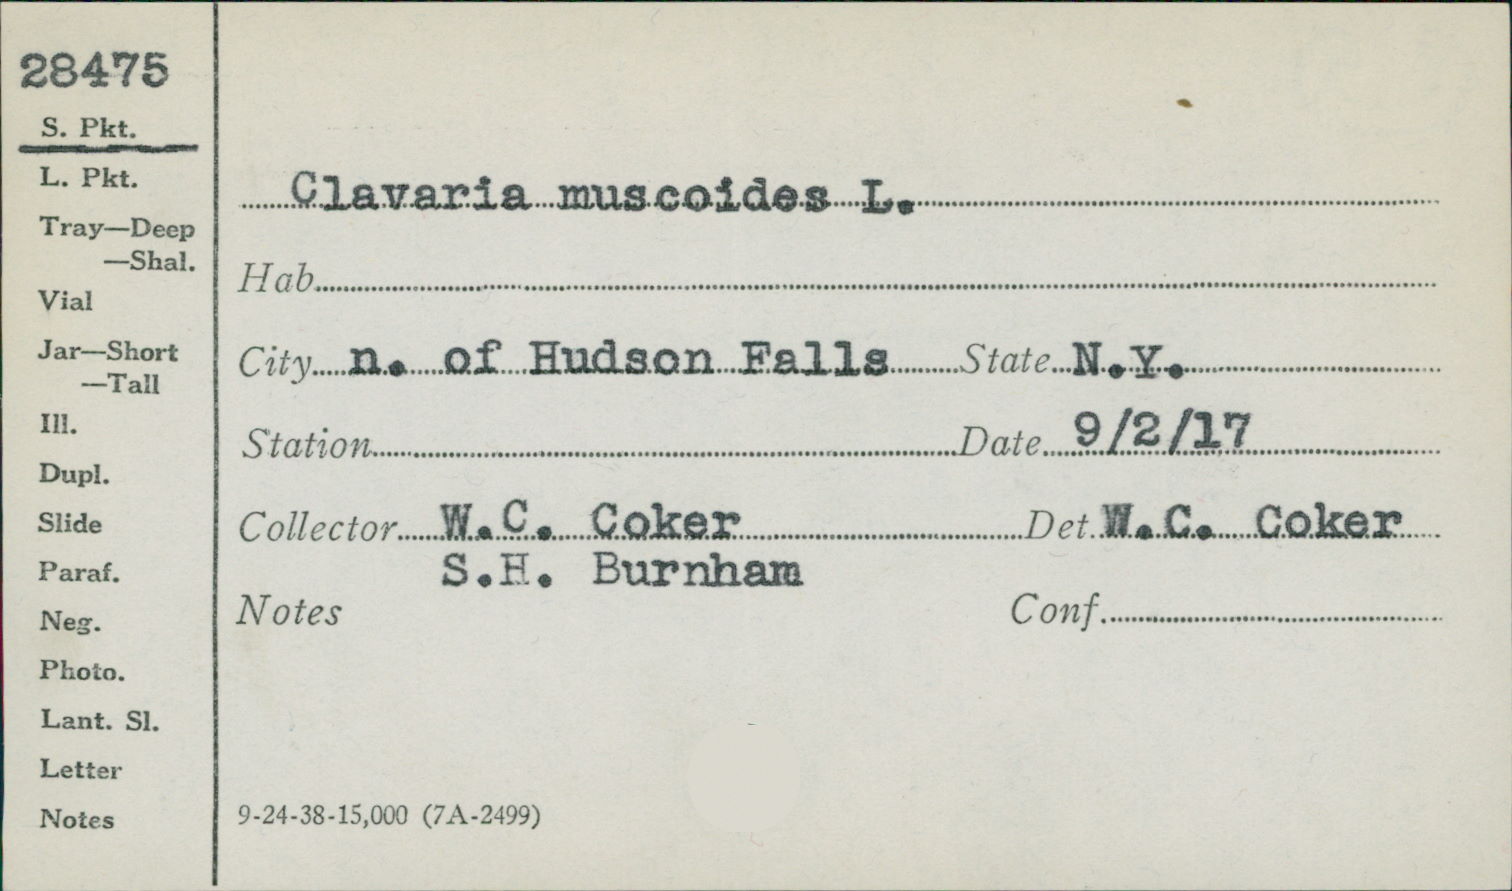 28475
S. Pkt.
L. Pkt.
Tray—Deep
—Shal.
Vial
Jar—Short
—Tall
Ill.
Dupl.
Slide
Paraf.
Neg.
Photo.
Lant. Sl.
Letter
Notes
Clavaria muscoides L.
Hab.
City n. of Hudson Falls State N.Y.
Station Date 9/2/17
Collector W.C. Coker Det. W.C. Coker
S.H. Burnham
Notes Conf.
9-24-38-15,000 (7A-2499)